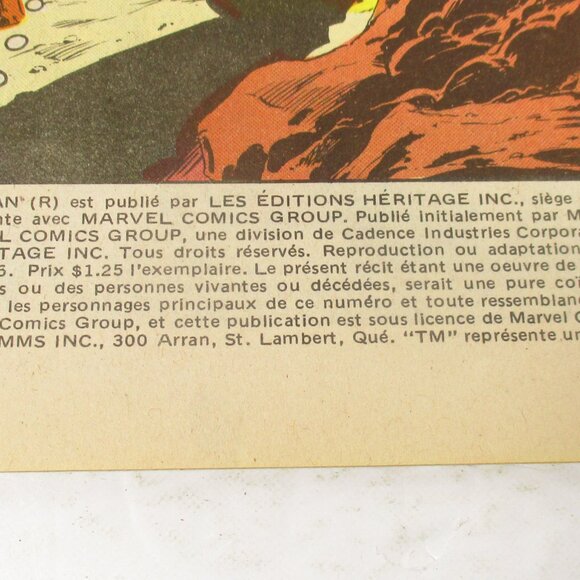 AN (R) est publié par LES ÉDITIONS HÉRITAGE INC., siège
nte avec MARVEL COMICS GROUP. Publié initialement par M
L COMICS GROUP, une division de Cadence Industries Corpora
TAGE INC. Tous droits réservés. Reproduction ou adaptation
5. Prix $1.25 l'exemplaire. Le présent récit étant une oeuvre de
s ou des personnes vivantes ou décédées, serait une pure coï
les personnages principaux de ce numéro et toute ressemblan
Comics Group, et cette publication est sous licence de Marvel C
MMS INC., 300 Arran, St. Lambert, Qué. "TM" représente un